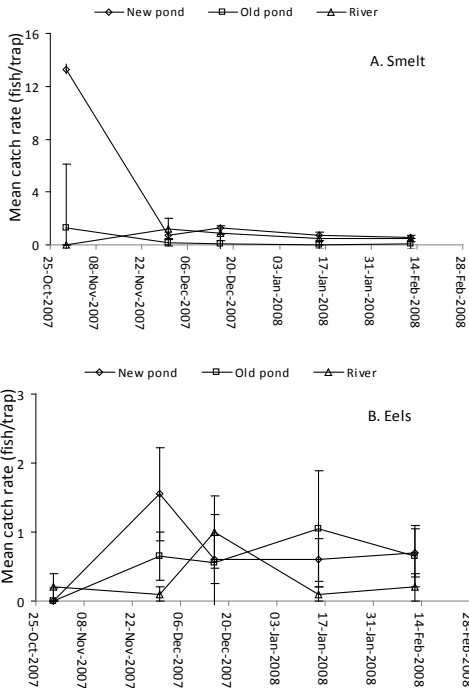 New pond Old pond River
A. Smelt
Mean catch rate (fish/trap)
16
12
8
4
0
25-Oct-2007
08-Nov-2007
22-Nov-2007
06-Dec-2007
20-Dec-2007
03-Jan-2008
17-Jan-2008
31-Jan-2008
14-Feb-2008
28-Feb-2008
New pond Old pond River
B. Eels
Mean catch rate (fish/trap)
3
2
1
0
25-Oct-2007
08-Nov-2007
22-Nov-2007
06-Dec-2007
20-Dec-2007
03-Jan-2008
17-Jan-2008
31-Jan-2008
14-Feb-2008
28-Feb-2008